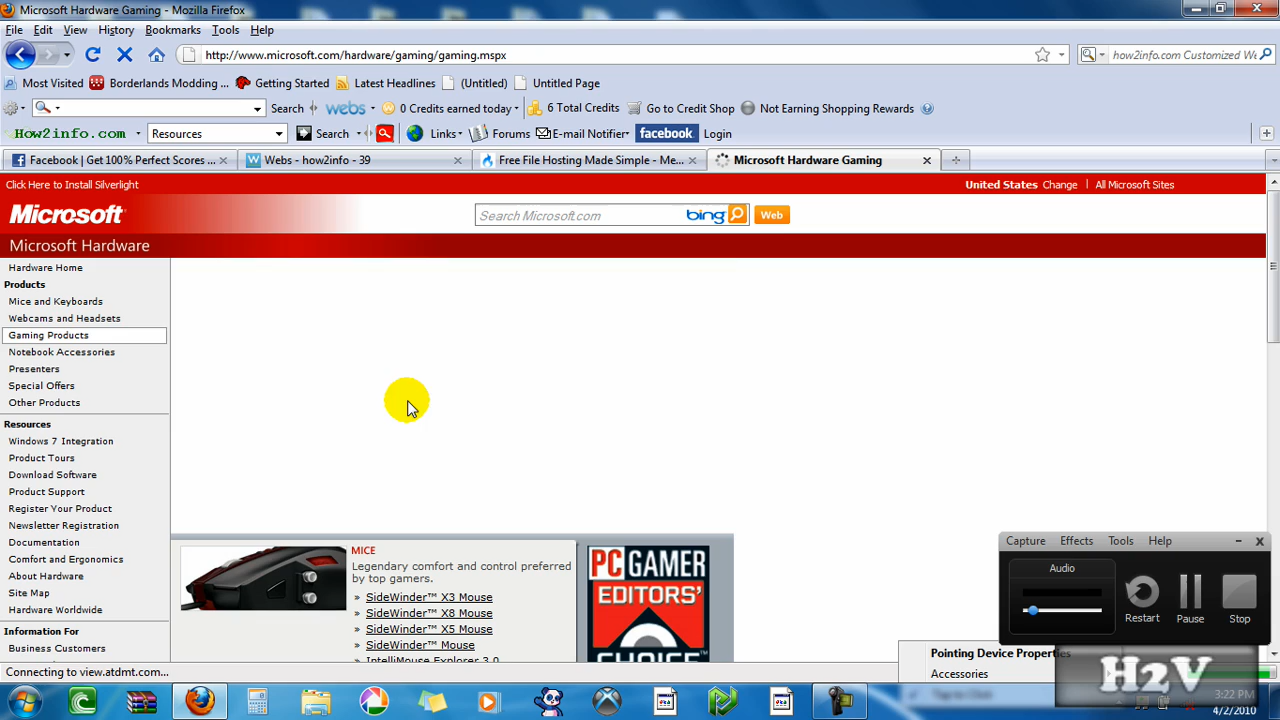 Microsoft Hardware Gaming - Mozilla Firefox
File Edit View History Bookmarks Tools Help
http://www.microsoft.com/hardware/gaming/gaming.mspx
how2info.com Customized We
Most Visited Borderlands Modding ... Getting Started Latest Headlines (Untitled) Untitled Page
Search webs 0 Credits earned today 6 Total Credits Go to Credit Shop Not Earning Shopping Rewards
How2info.com Resources Search Links Forums E-mail Notifier facebook Login
Facebook | Get 100% Perfect Scores ... Webs - how2info - 39 Free File Hosting Made Simple - Me... Microsoft Hardware Gaming
Click Here to Install Silverlight United States Change | All Microsoft Sites
Microsoft Search Microsoft.com bing Web
Microsoft Hardware
Hardware Home
Products
Mice and Keyboards
Webcams and Headsets
Gaming Products
Notebook Accessories
Presenters
Special Offers
Other Products
Resources
Windows 7 Integration
Product Tours
Download Software
Product Support
Register Your Product
Newsletter Registration
Documentation
Comfort and Ergonomics
About Hardware
Site Map
Hardware Worldwide
Information For
Business Customers
MICE
Legendary comfort and control preferred
by top gamers.
» SideWinder™ X3 Mouse
» SideWinder™ X8 Mouse
» SideWinder™ X5 Mouse
» SideWinder™ Mouse
» IntelliMouse Explorer 3.0
PC GAMER
EDITORS'
CHOICE
Capture Effects Tools Help
Audio
Restart Pause Stop
Pointing Device Properties
Accessories
Connecting to view.atdmt.com...
H2V
3:22 PM
4/2/2010